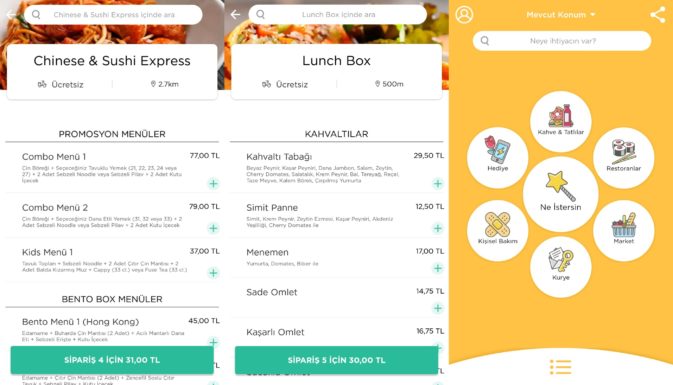 Chinese & Sushi Express içinde ara
Chinese & Sushi Express
Ücretsiz
2.7km
PROMOSYON MENÜLER
Combo Menü 1
77,00 TL
Çin Böreği + Seçeceğiniz Tavuklu Yemek (21, 22, 23, 24 veya
27) + 2 Adet Sebzeli Noodle veya Sebzeli Pilav + 2 Adet Kutu
İçecek
Combo Menü 2
79,00 TL
Çin Böreği + Seçeceğiniz Dana Etli Yemek (31, 32 veya 33) + 2
Adet Sebzeli Noodle veya Sebzeli Pilav + 2 Adet Kutu İçecek
Kids Menü 1
37,00 TL
Tavuk Topları + Sebzeli Noodle + 2 Adet Çıtır Çin Mantısı + 2
Adet Balda Kızarmış Muz + Cappy (33 cl.) veya Fuse Tea (33 cl.)
BENTO BOX MENÜLER
Bento Menü 1 (Hong Kong)
45,00 TL
Edamame + Buharda Çin Mantısı (2 Adet) + Acılı Mantarlı Dana
Eti + Sebzeli Erişte + Kutu İçecek
SİPARİŞ 4 İÇİN 31,00 TL
Edamame + Çıtır Çin Mantısı (2 Adet) + Zencefil Soslu
Lunch Box içinde ara
Lunch Box
Ücretsiz
500m
KAHVALTILAR
Kahvaltı Tabağı
29,50 TL
Beyaz Peynir, Kaşar Peynir, Dana Jambon, Salam, Zeytin,
Cherry Domates, Salatalık, Krem Peynir, Bal, Tereyağ, Reçal,
Taze Meyve, Kalem Börek, Çırpılmış Yumurta
Simit Panne
12,50 TL
Simit, Krem Peynir, Zeytin Ezmesi, Kaşar Peynir, Akdeniz
Yeşilliği, Cherry Domates ile
Menemen
17,00 TL
Yumurta, Domates, Biber ile
Sade Omlet
14,75 TL
Kaşarlı Omlet
16,75 TL
SİPARİŞ 5 İÇİN 30,00 TL
Mevcut Konum
Neye ihtiyacın var?
Kahve & Tatlılar
Hediye
Restoranlar
Ne İstersin
Kişisel Bakım
Market
Kurye